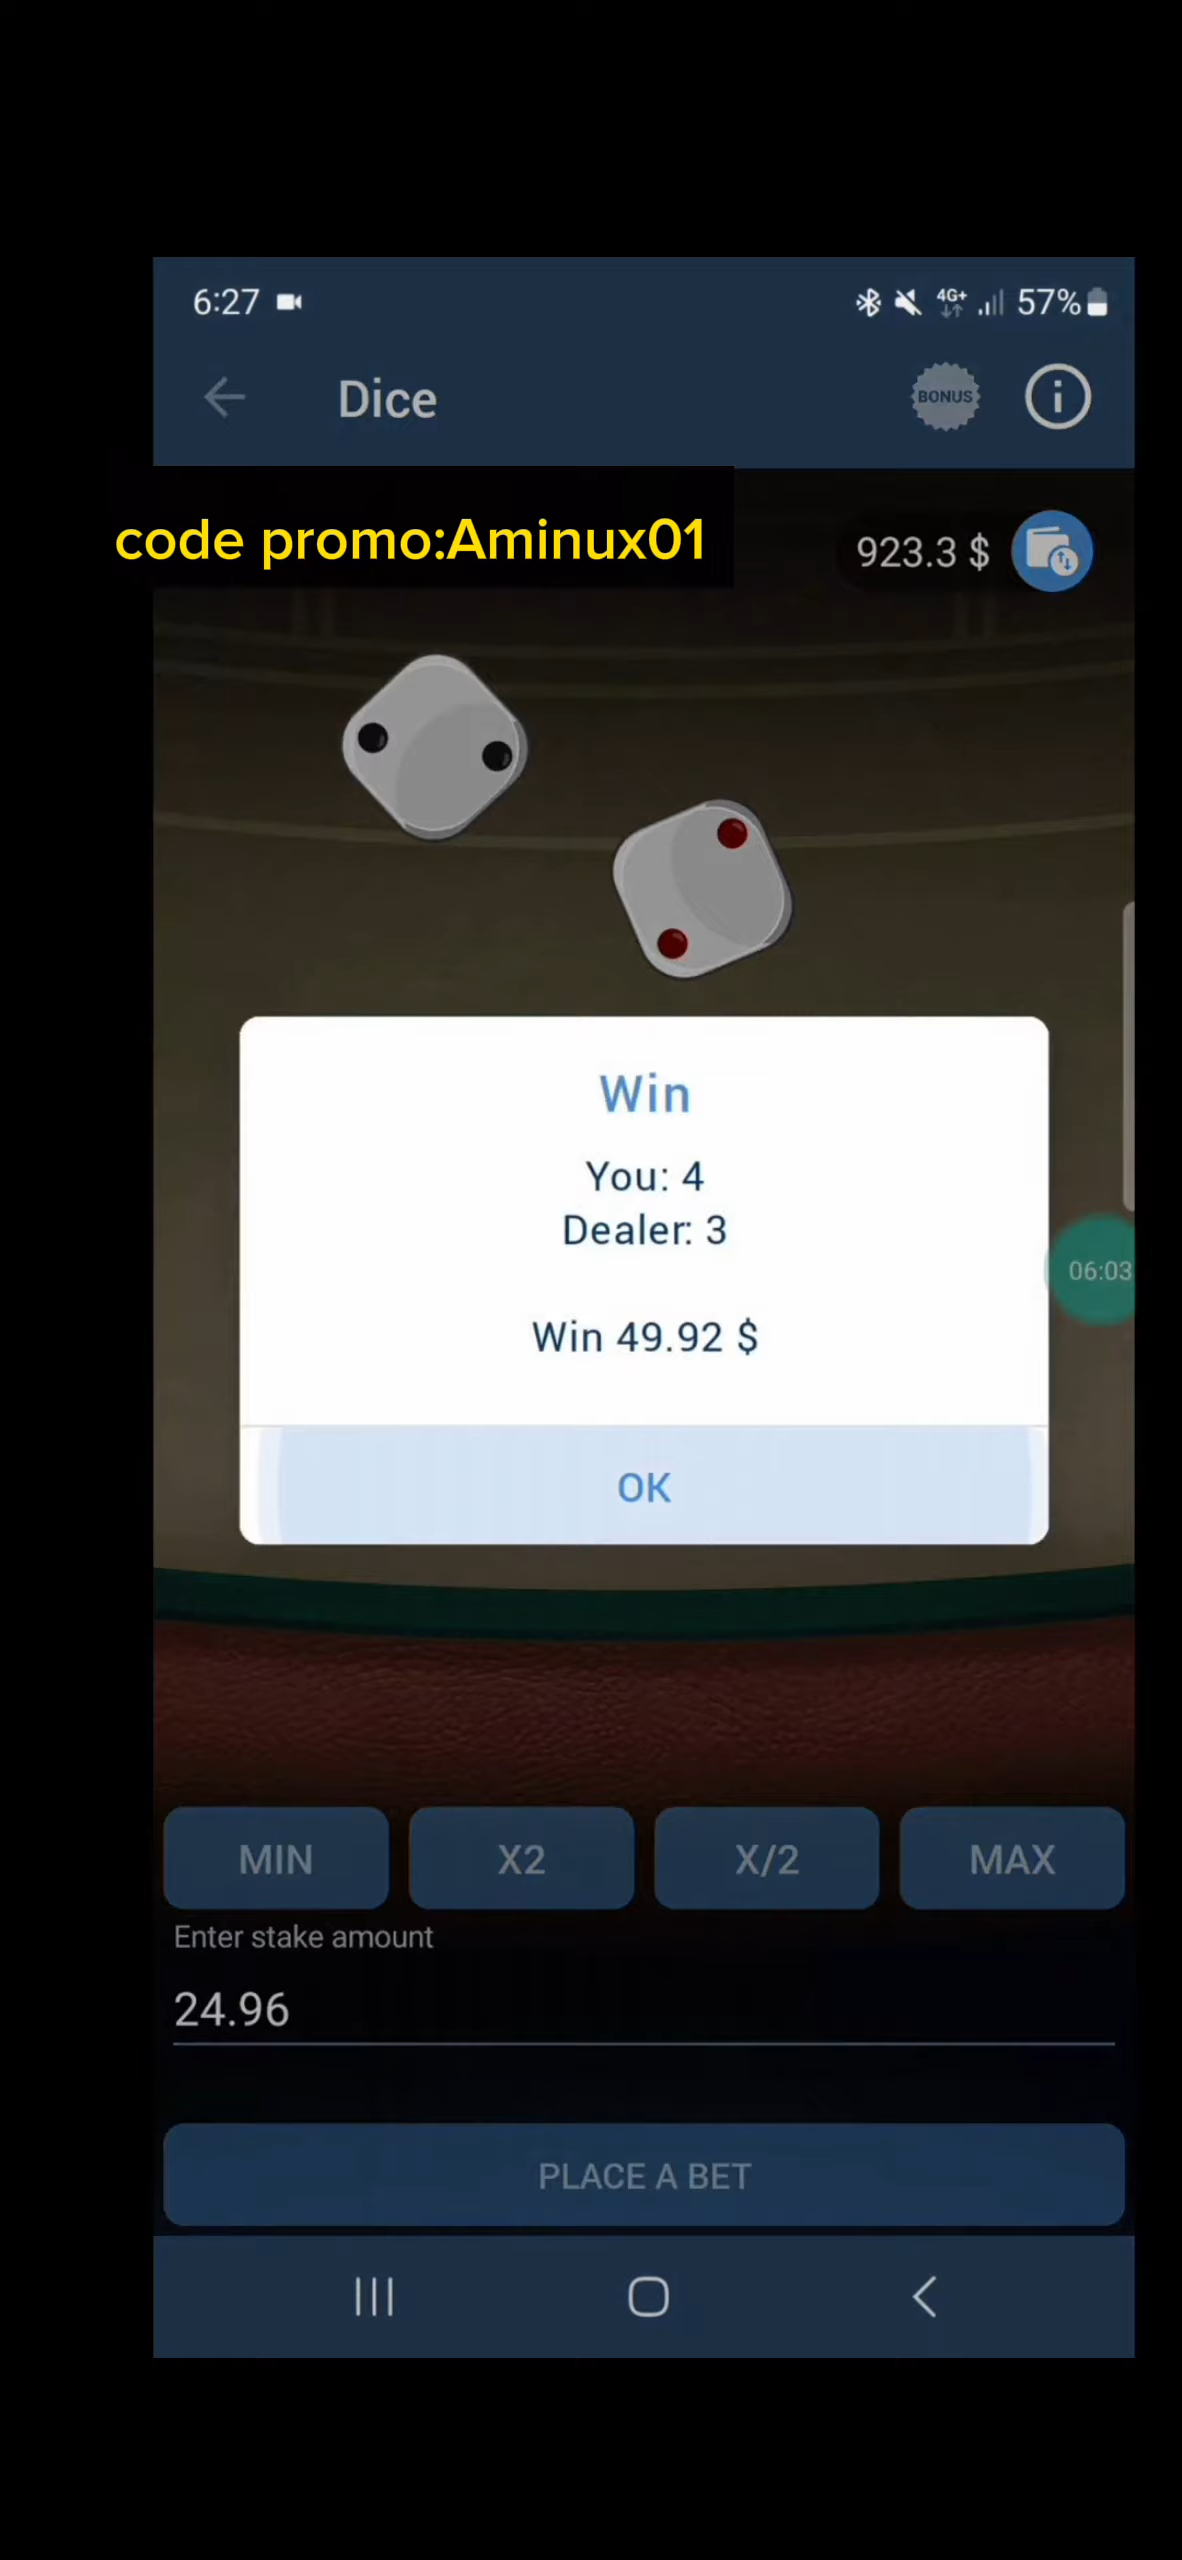 6:27
4G+ 57%
Dice
BONUS
code promo:Aminux01
923.3 $
Win
You: 4
Dealer: 3
06:03
Win 49.92 $
OK
MIN X2 X/2 MAX
Enter stake amount
24.96
PLACE A BET